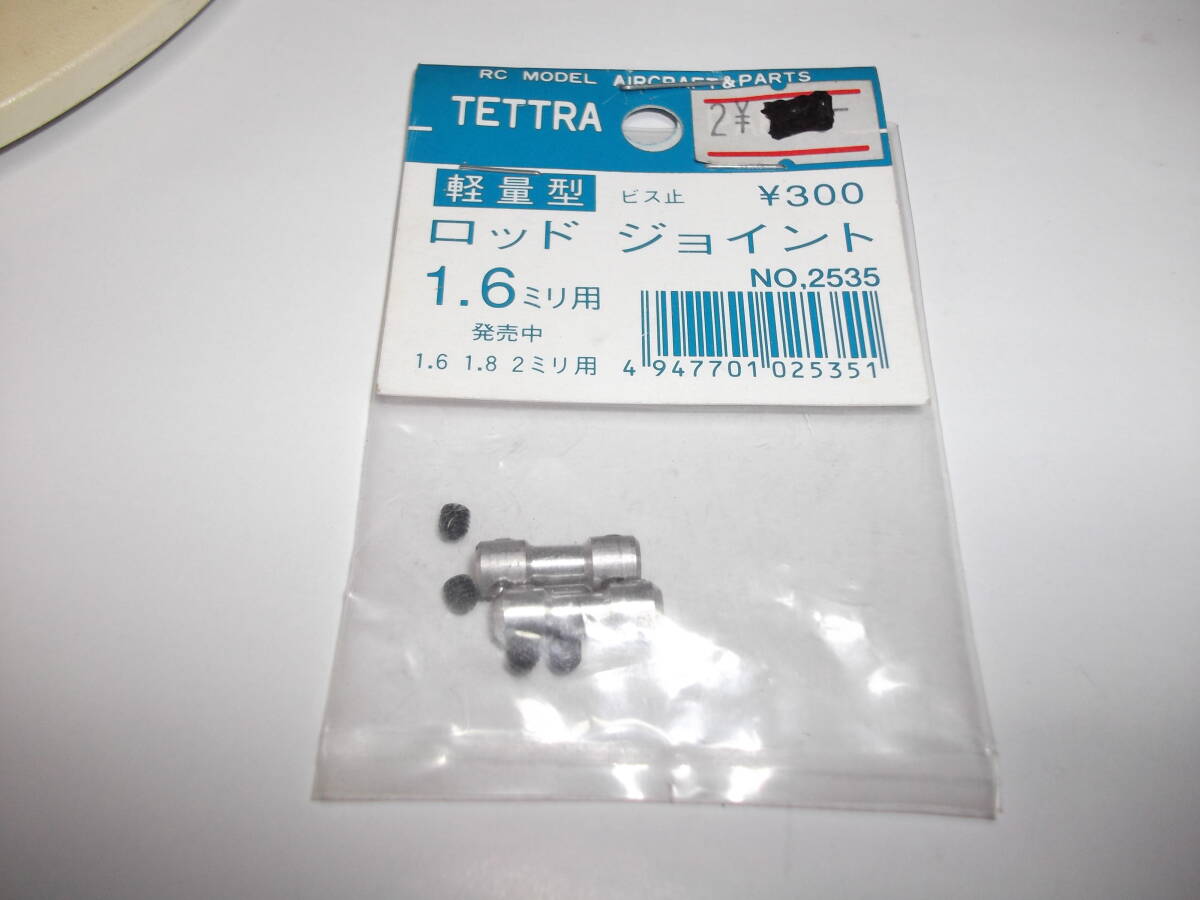 RC MODEL AIRCRAFT & PARTS
TETTRA
2¥ –
軽量型 ビス止 ¥300
ロッド ジョイント
1.6ミリ用 NO,2535
発売中
1.6 1.8 2ミリ用
4 947701 025351